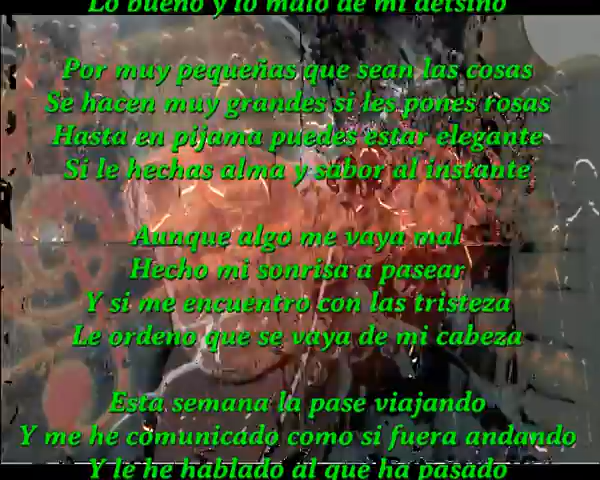 Lo bueno y lo malo de mi detsino
Por muy pequeñas que sean las cosas
Se hacen muy grandes si les pones rosas
Hasta en pijama puedes estar elegante
Si le hechas alma y sabor al instante
Aunque algo me vaya mal
Hecho mi sonrisa a pasear
Y si me encuentro con las tristeza
Le ordeno que se vaya de mi cabeza
Esta semana la pase viajando
Y me he comunicado como si fuera andando
Y le he hablado al que ha pasado